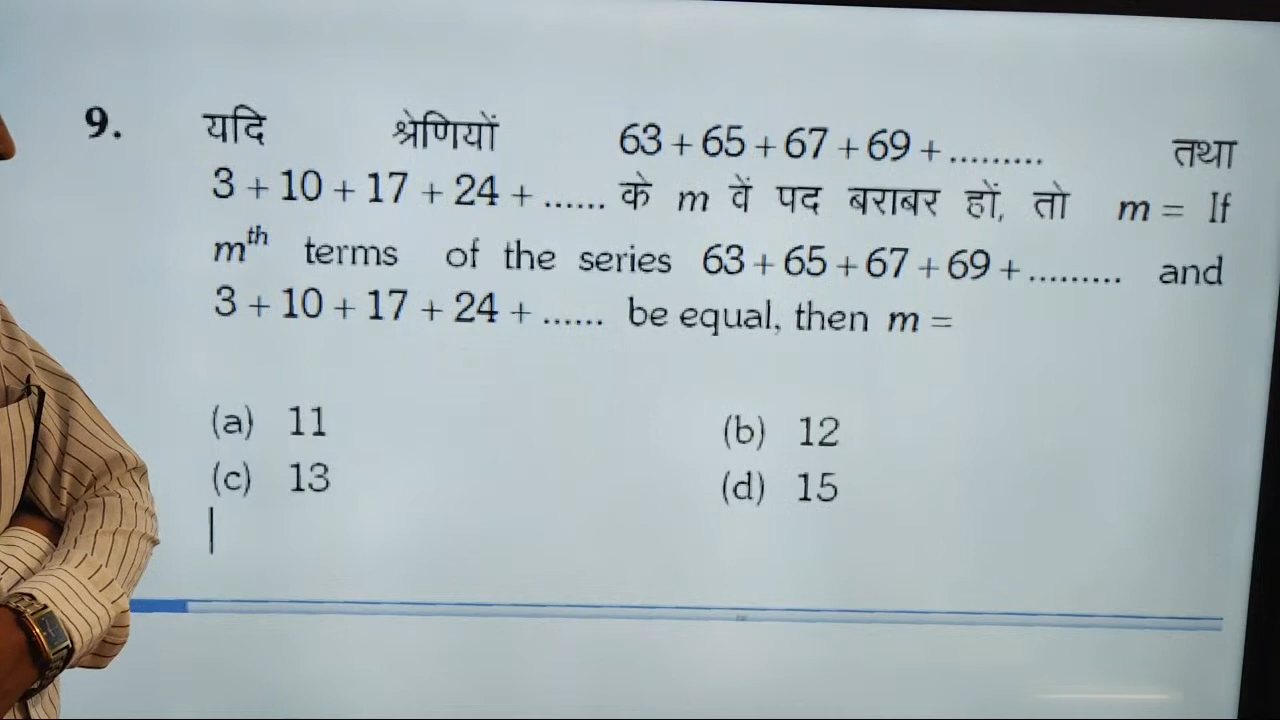 9. यदि श्रेणियों 63 + 65 + 67 + 69 + ......... तथा
3 + 10 + 17 + 24 + ...... के m वें पद बराबर हों, तो m = If
mth terms of the series 63 + 65 + 67 + 69 + ......... and
3 + 10 + 17 + 24 + ...... be equal, then m =
(a) 11 (b) 12
(c) 13 (d) 15